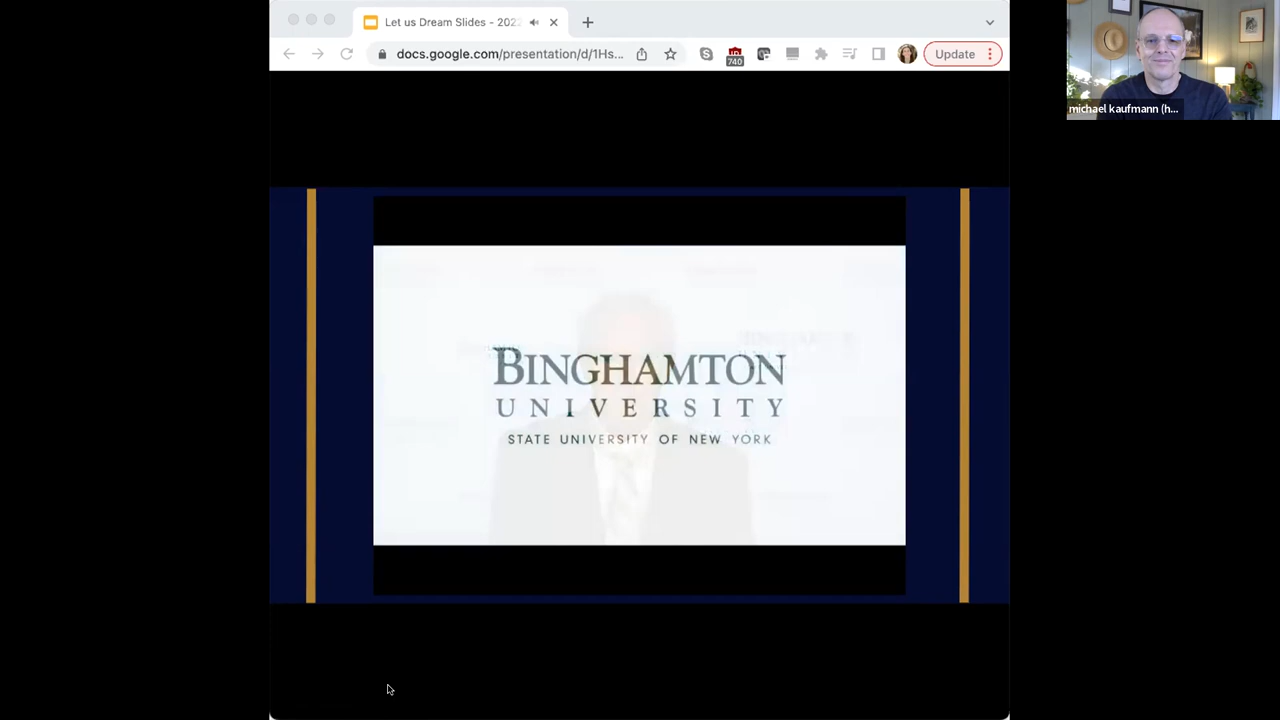 Let us Dream Slides - 202
docs.google.com/presentation/d/1Hs...
740
Update
michael kaufmann (h...
BINGHAMTON
UNIVERSITY
STATE UNIVERSITY OF NEW YORK